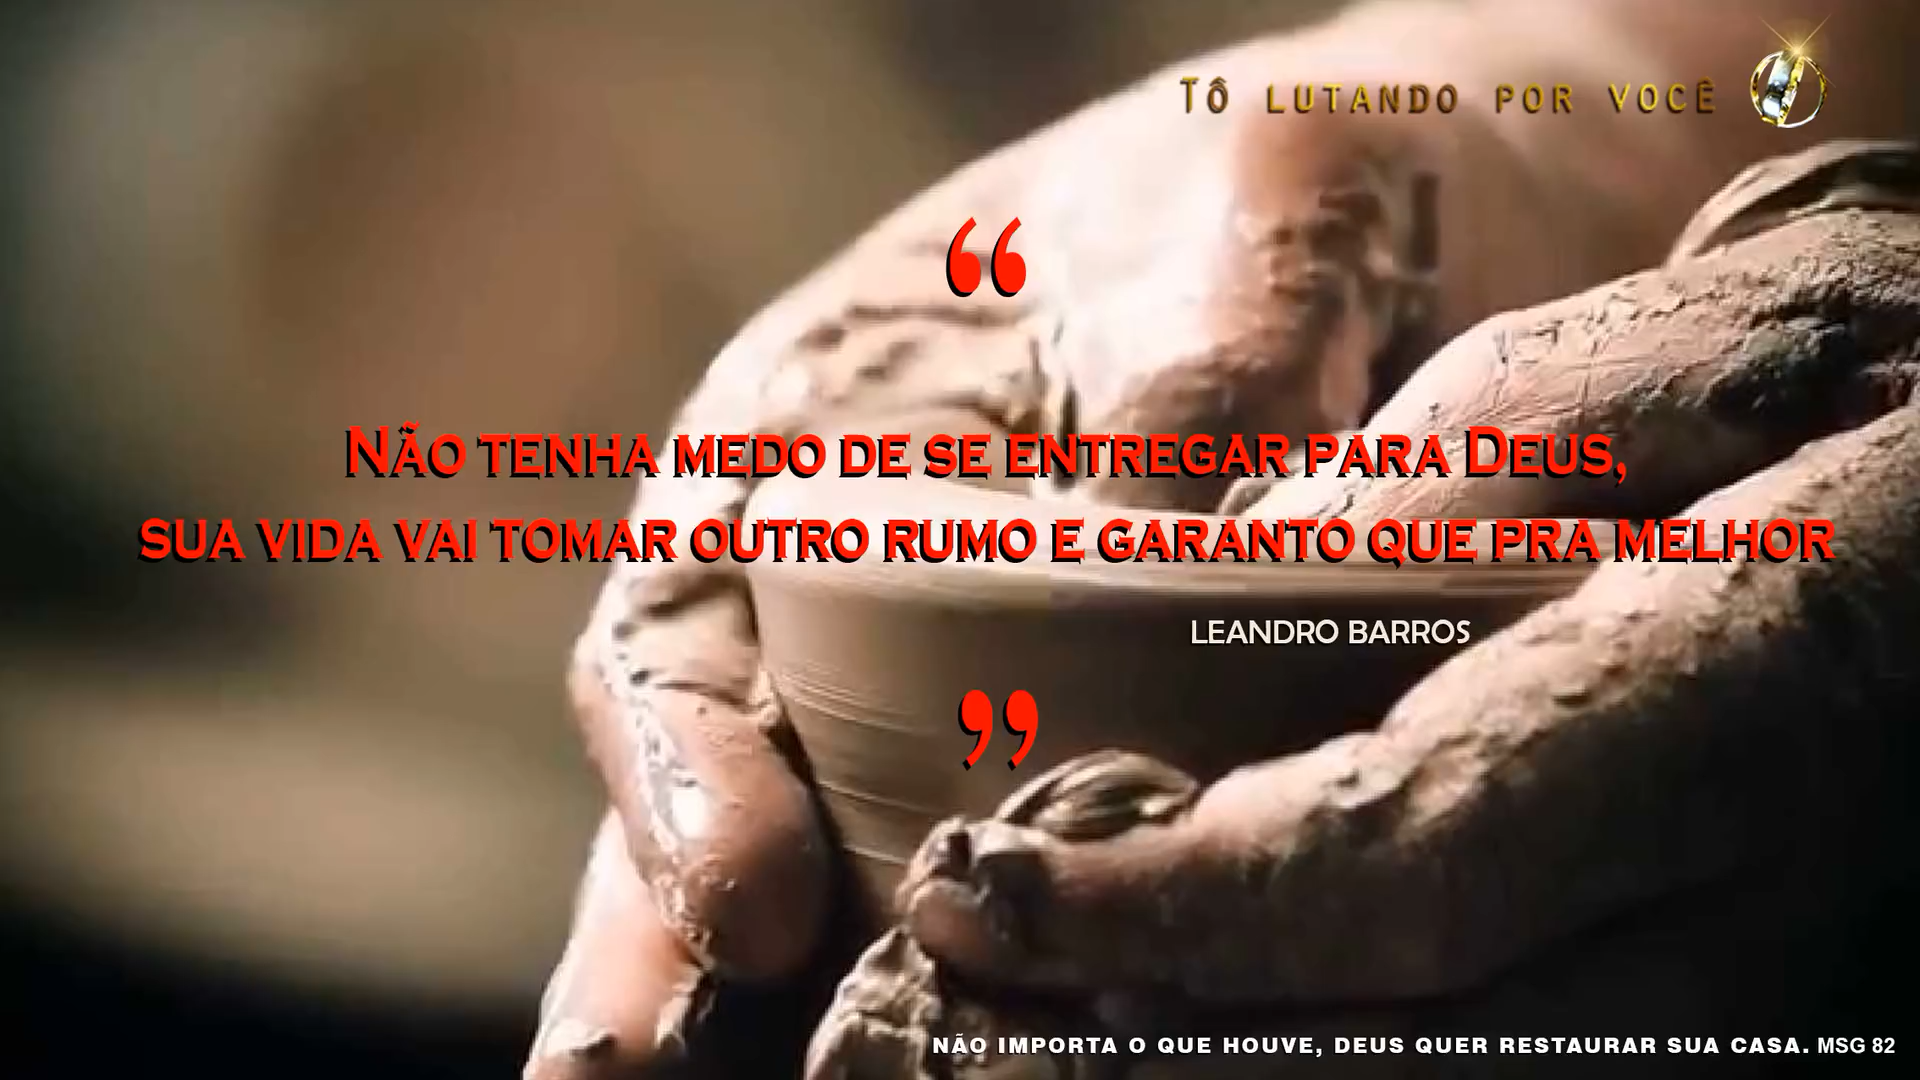 Tô lutando por você
“
Não tenha medo de se entregar para Deus,
sua vida vai tomar outro rumo e garanto que pra melhor
LEANDRO BARROS
”
NÃO IMPORTA O QUE HOUVE, DEUS QUER RESTAURAR SUA CASA. MSG 82